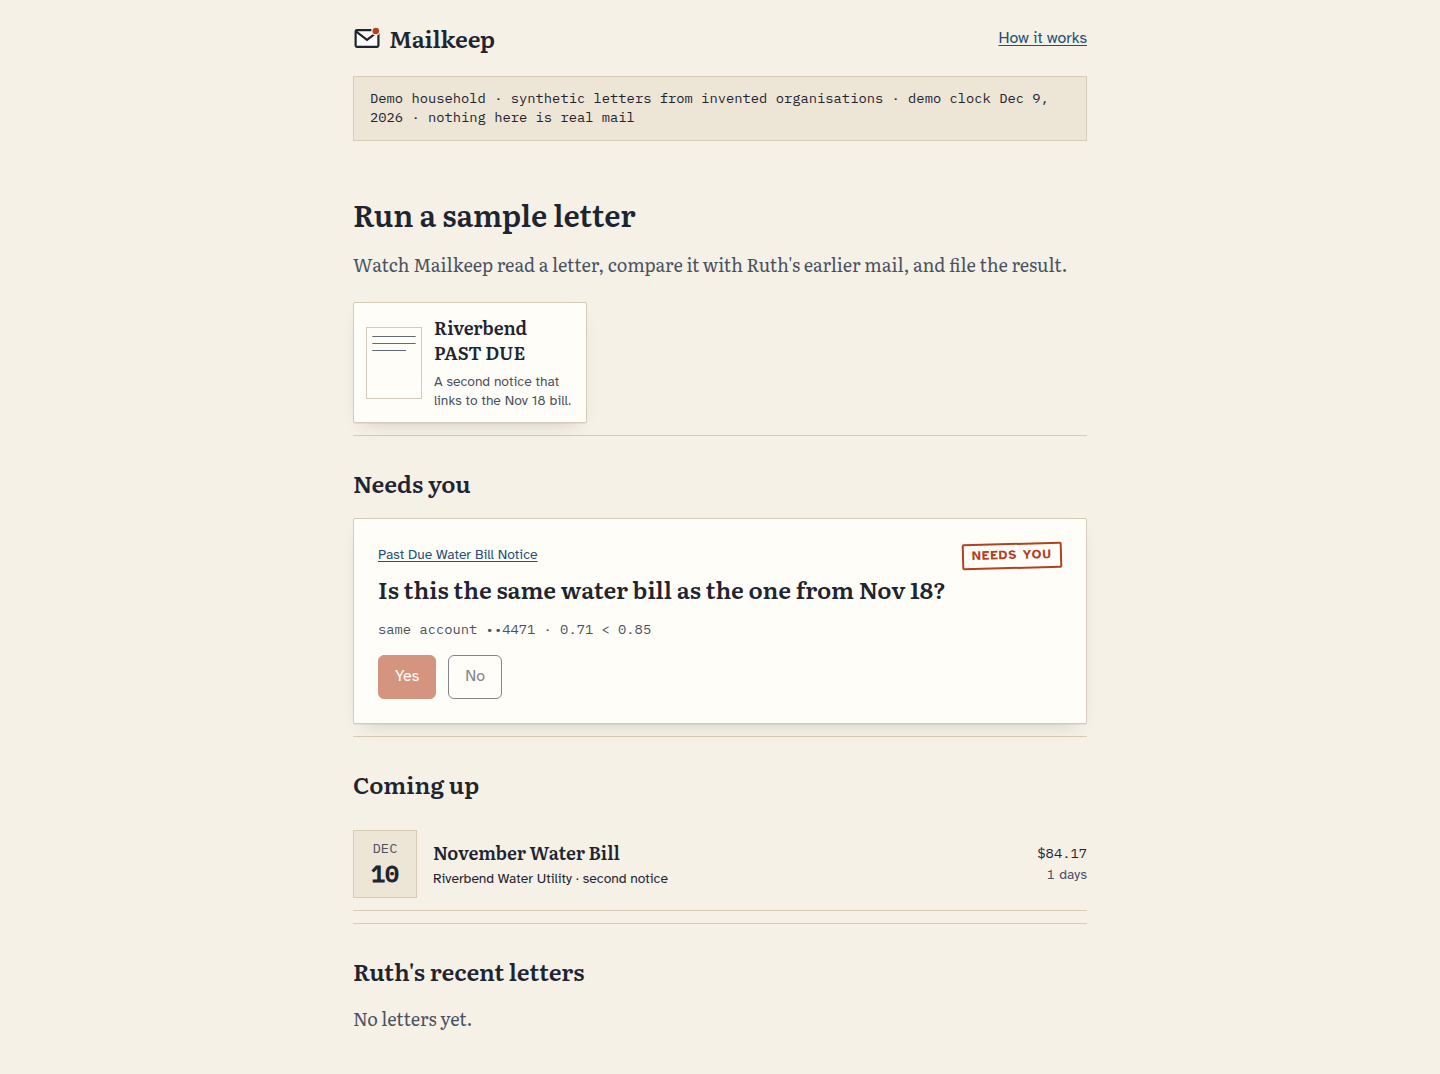 Mailkeep
How it works
Demo household · synthetic letters from invented organisations · demo clock Dec 9,
2026 · nothing here is real mail
Run a sample letter
Watch Mailkeep read a letter, compare it with Ruth's earlier mail, and file the result.
Riverbend
PAST DUE
A second notice that
links to the Nov 18 bill.
Needs you
Past Due Water Bill Notice
NEEDS YOU
Is this the same water bill as the one from Nov 18?
same account ••4471 · 0.71 < 0.85
Yes
No
Coming up
DEC
10
November Water Bill
Riverbend Water Utility · second notice
$84.17
1 days
Ruth's recent letters
No letters yet.